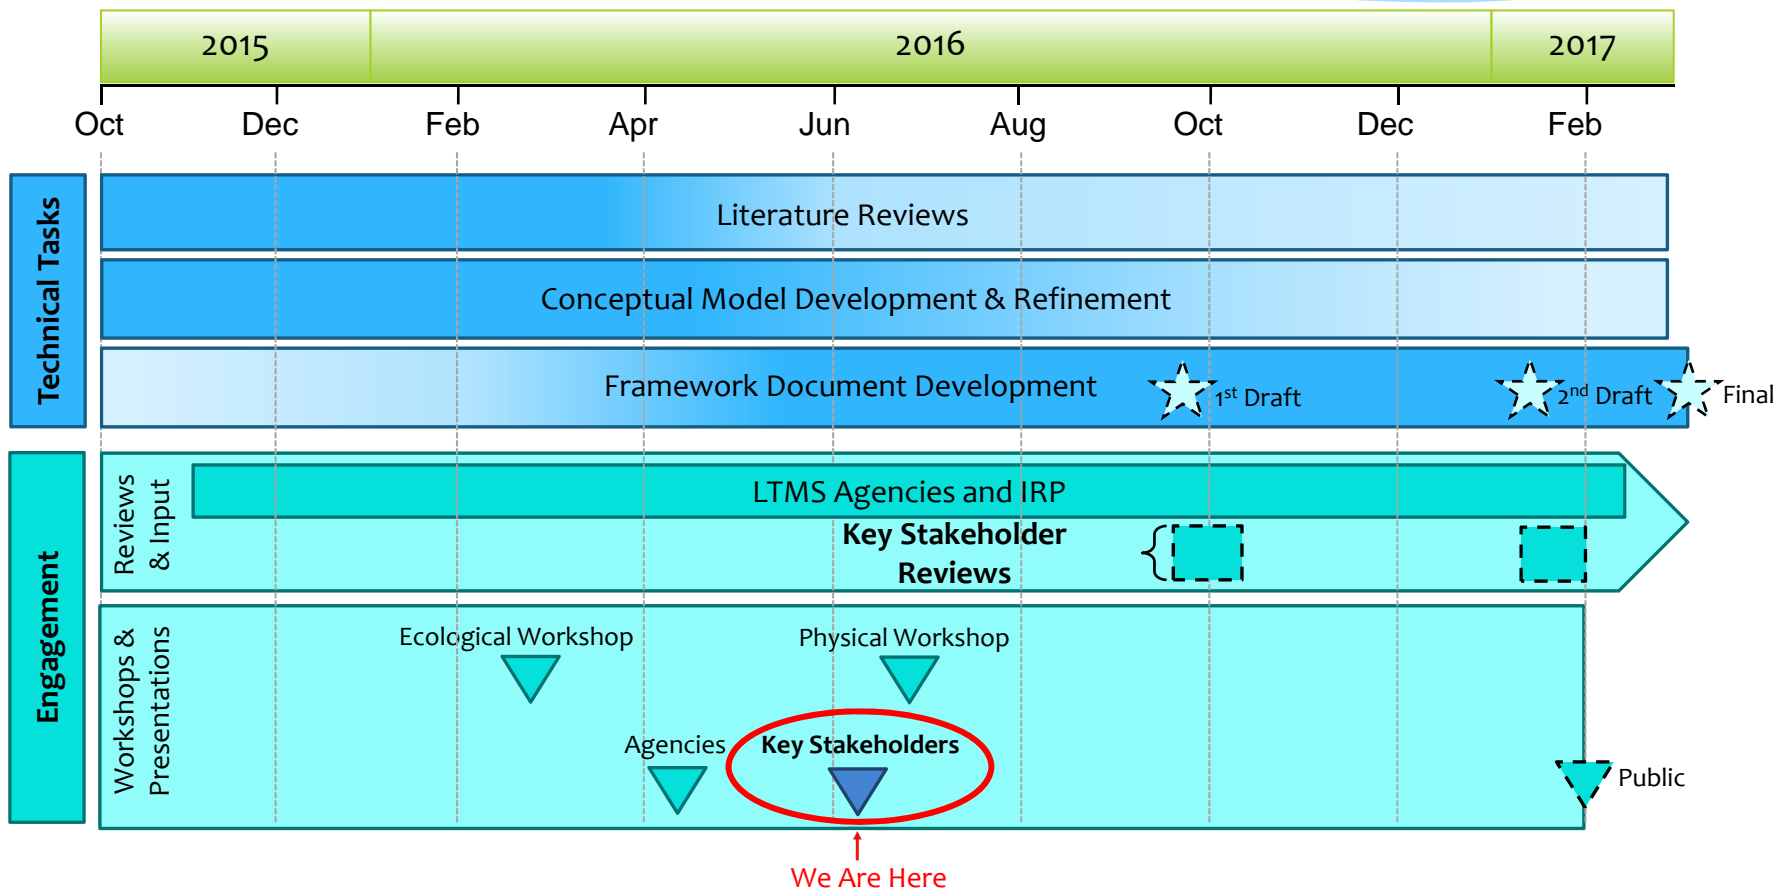 2015 2016 2017
Oct Dec Feb Apr Jun Aug Oct Dec Feb
Technical Tasks
Literature Reviews
Conceptual Model Development & Refinement
Framework Document Development
1st Draft
2nd Draft
Final
Engagement
Reviews
& Input
LTMS Agencies and IRP
Key Stakeholder
Reviews
Workshops &
Presentations
Ecological Workshop
Physical Workshop
Agencies
Key Stakeholders
Public
We Are Here